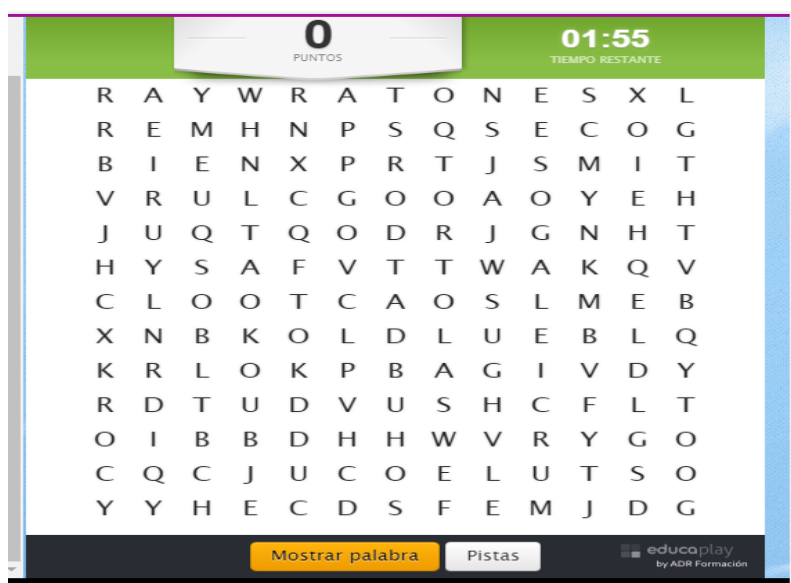 0
PUNTOS
01:55
TIEMPO RESTANTE
R A Y W R A T O N E S X L
R E M H N P S Q S E C O G
B I E N X P R T J S M I T
V R U L C G O O A O Y E H
J U Q T Q O D R J G N H T
H Y S A F V T T W A K Q V
C L O O T C A O S L M E B
X N B K O L D L U E B L Q
K R L O K P B A G I V D Y
R D T U D V U S H C F L T
O I B B D H H W V R Y G O
C Q C J U C O E L U T S O
Y Y H E C D S F E M J D G
Mostrar palabra
Pistas
educaplay
by ADR Formación